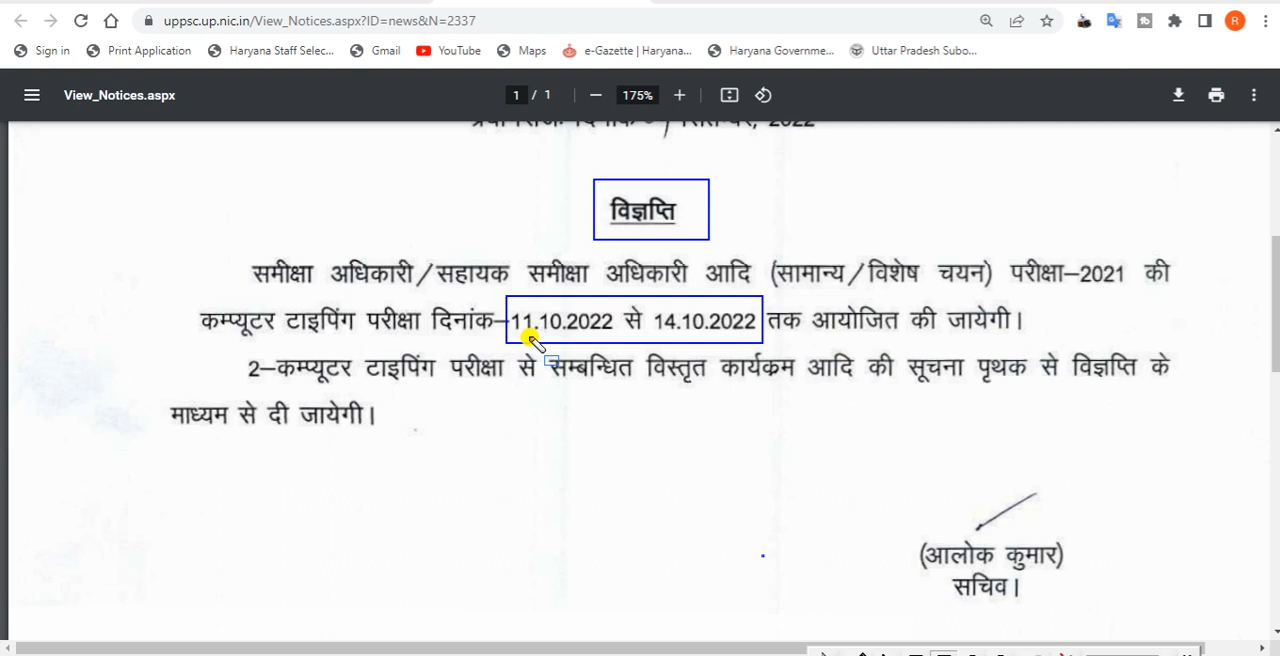 uppsc.up.nic.in/View_Notices.aspx?ID=news&N=2337
R
Sign in
Print Application
Haryana Staff Selec...
Gmail
YouTube
Maps
e-Gazette | Haryana...
Haryana Governme...
Uttar Pradesh Subo...
View_Notices.aspx
1 / 1
175%
2022
विज्ञप्ति
समीक्षा अधिकारी/सहायक समीक्षा अधिकारी आदि (सामान्य/विशेष चयन) परीक्षा-2021 की
कम्प्यूटर टाइपिंग परीक्षा दिनांक-11.10.2022 से 14.10.2022 तक आयोजित की जायेगी।
2-कम्प्यूटर टाइपिंग परीक्षा से सम्बन्धित विस्तृत कार्यक्रम आदि की सूचना पृथक से विज्ञप्ति के
माध्यम से दी जायेगी।
(आलोक कुमार)
सचिव।